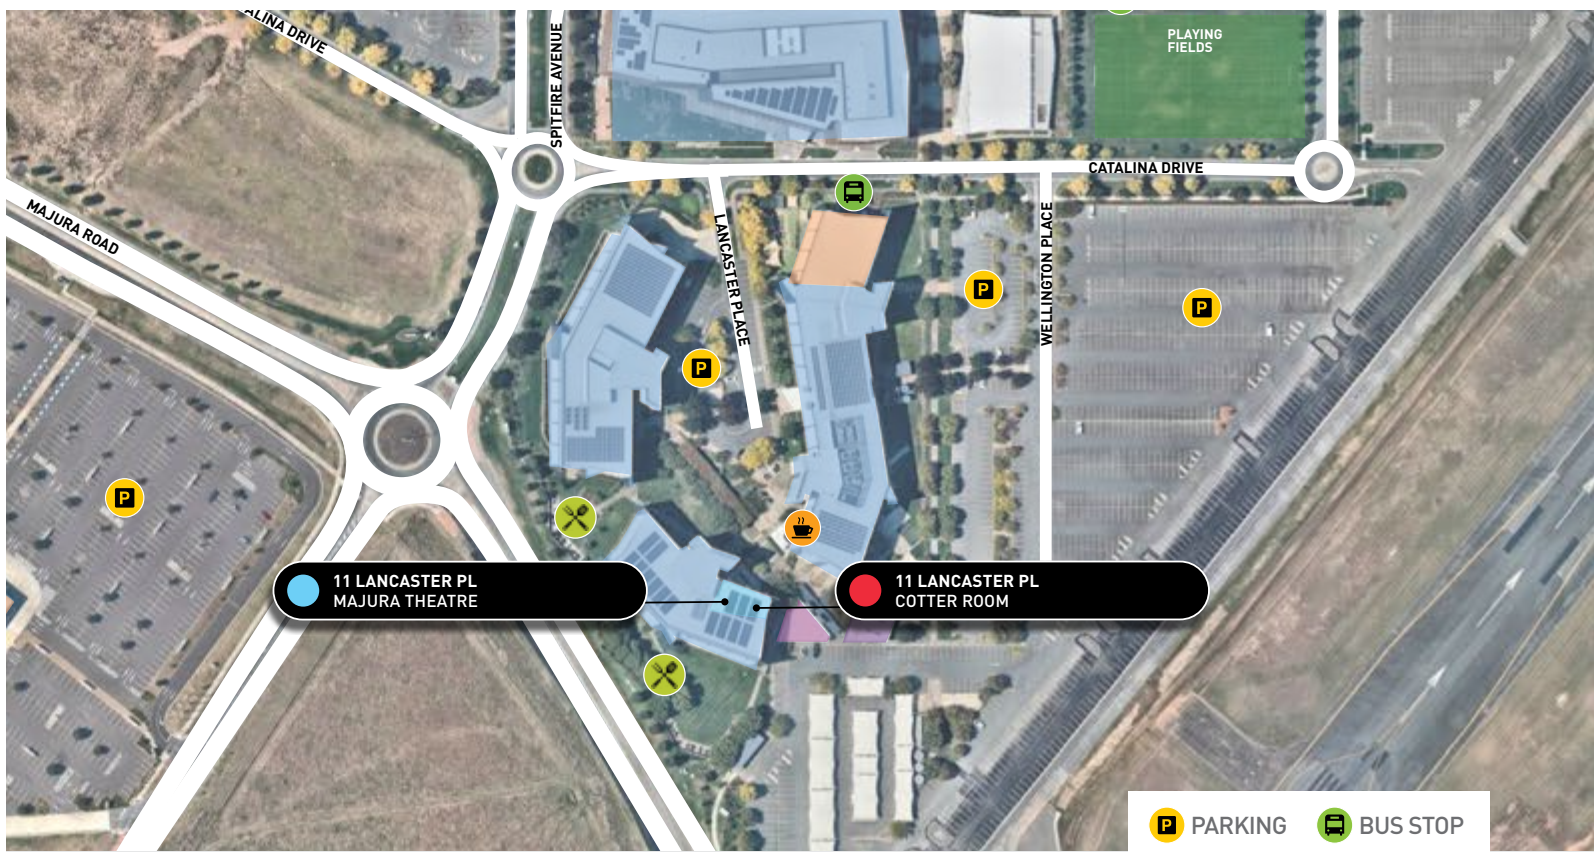 ALINA DRIVE
SPITFIRE AVENUE
PLAYING
FIELDS
CATALINA DRIVE
MAJURA ROAD
LANCASTER PLACE
WELLINGTON PLACE
P
P
P
P
11 LANCASTER PL
MAJURA THEATRE
11 LANCASTER PL
COTTER ROOM
P PARKING
BUS STOP